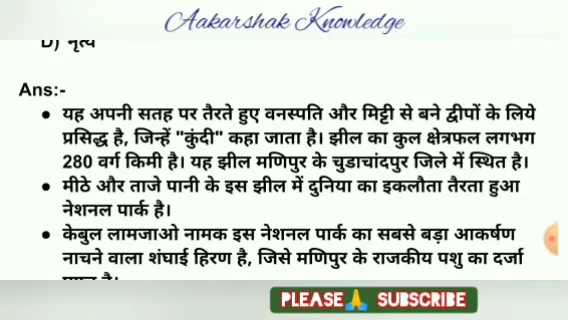 Aakarshak Knowledge
D) नृत्य
Ans:-
• यह अपनी सतह पर तैरते हुए वनस्पति और मिट्टी से बने द्वीपों के लिये
प्रसिद्ध है, जिन्हें "कुंदी" कहा जाता है। झील का कुल क्षेत्रफल लगभग
280 वर्ग किमी है। यह झील मणिपुर के चुडाचांदपुर जिले में स्थित है।
• मीठे और ताजे पानी के इस झील में दुनिया का इकलौता तैरता हुआ
नेशनल पार्क है।
• केबुल लामजाओ नामक इस नेशनल पार्क का सबसे बड़ा आकर्षण
नाचने वाला शंघाई हिरण है, जिसे मणिपुर के राजकीय पशु का दर्जा
PLEASE🙏 SUBSCRIBE